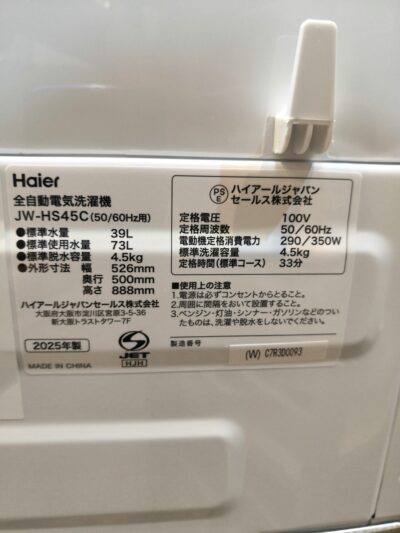 Haier
全自動電気洗濯機
JW-HS45C(50/60Hz用)
●標準水量 39L
●標準使用水量 73L
●標準脱水容量 4.5kg
●外形寸法 幅 526mm
奥行 500mm
高さ 888mm
ハイアールジャパンセールス株式会社
大阪府大阪市淀川区宮原3-5-36
新大阪トラストタワー7F
2025年製
MADE IN CHINA
S
JET
HJH
PS
E
ハイアールジャパン
セールス株式会社
定格電圧 100V
定格周波数 50/60Hz
電動機定格消費電力 290/350W
標準洗濯容量 4.5kg
定格時間(標準コース) 33分
■使用上の注意
1.電源は必ずコンセントからとること。
2.周囲に間隔をおいて設置すること。
3.ベンジン・灯油・シンナー・ガソリンなどのつい
たものは、洗濯や脱水をしないでください。
製造番号
(W) C7R3D0093